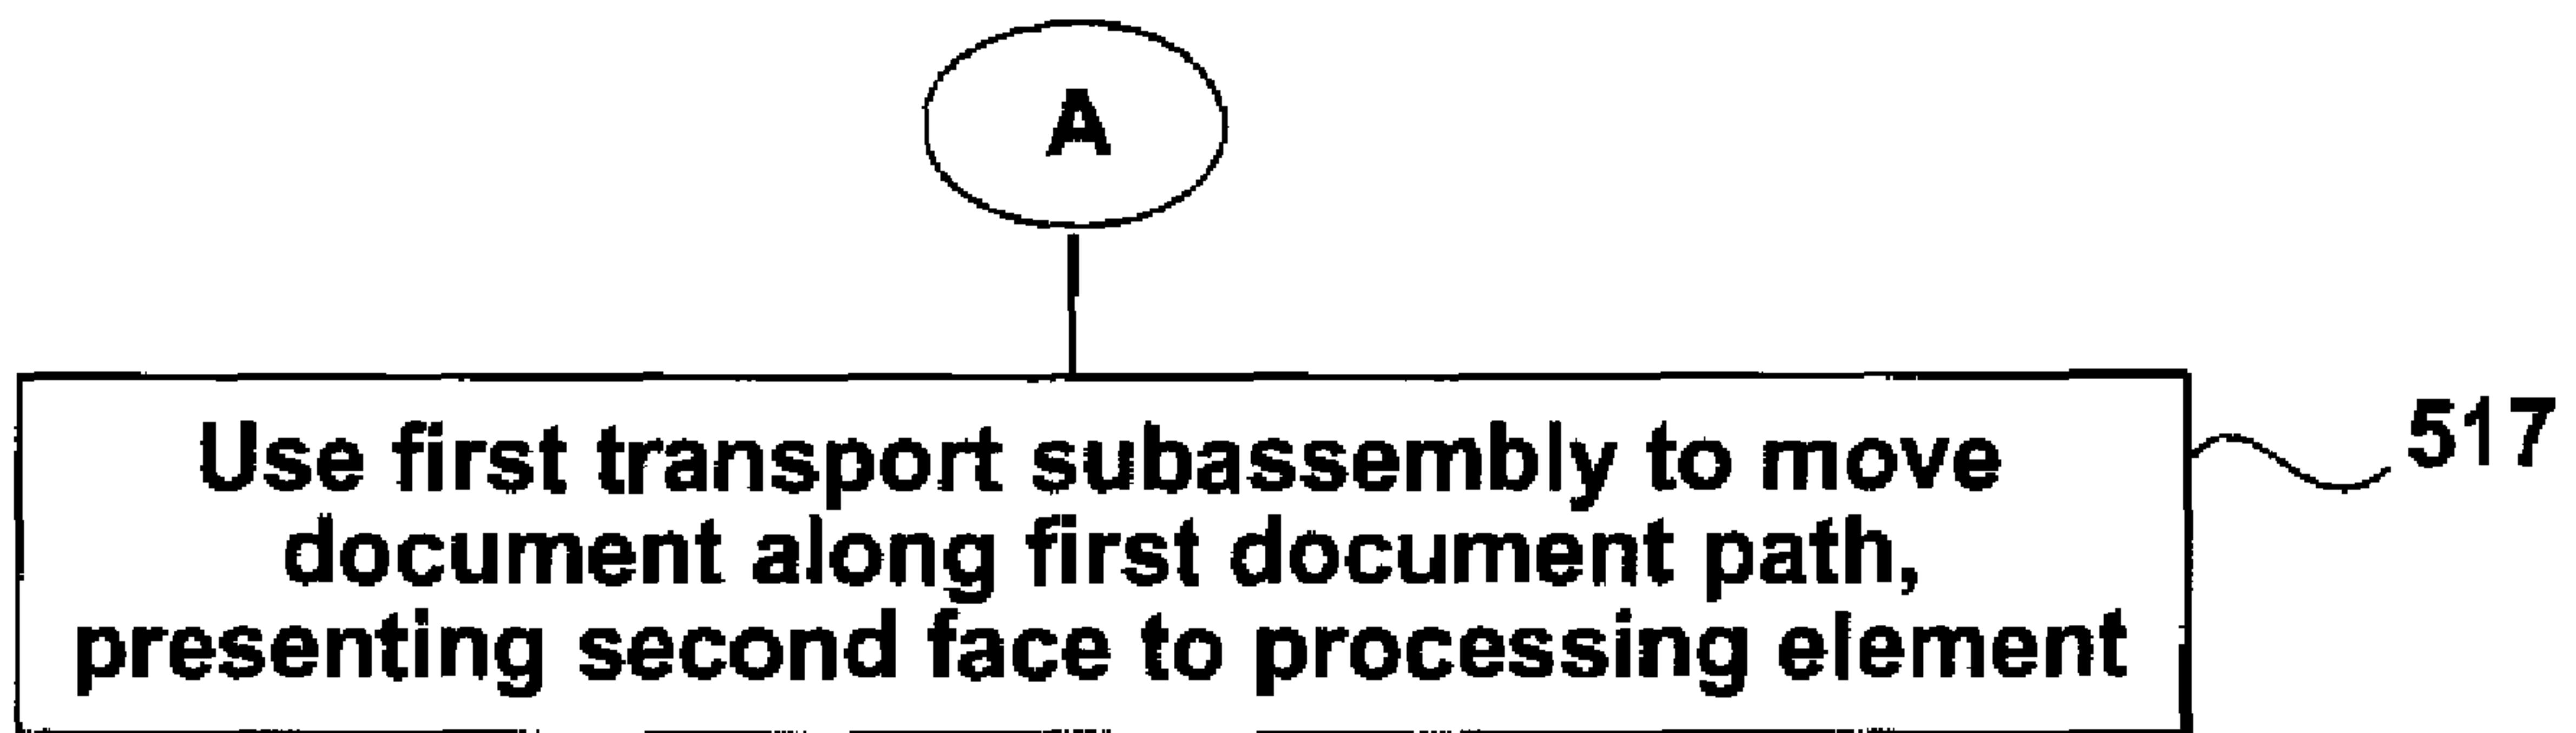 A
Use first transport subassembly to move
document along first document path,
presenting second face to processing element
517